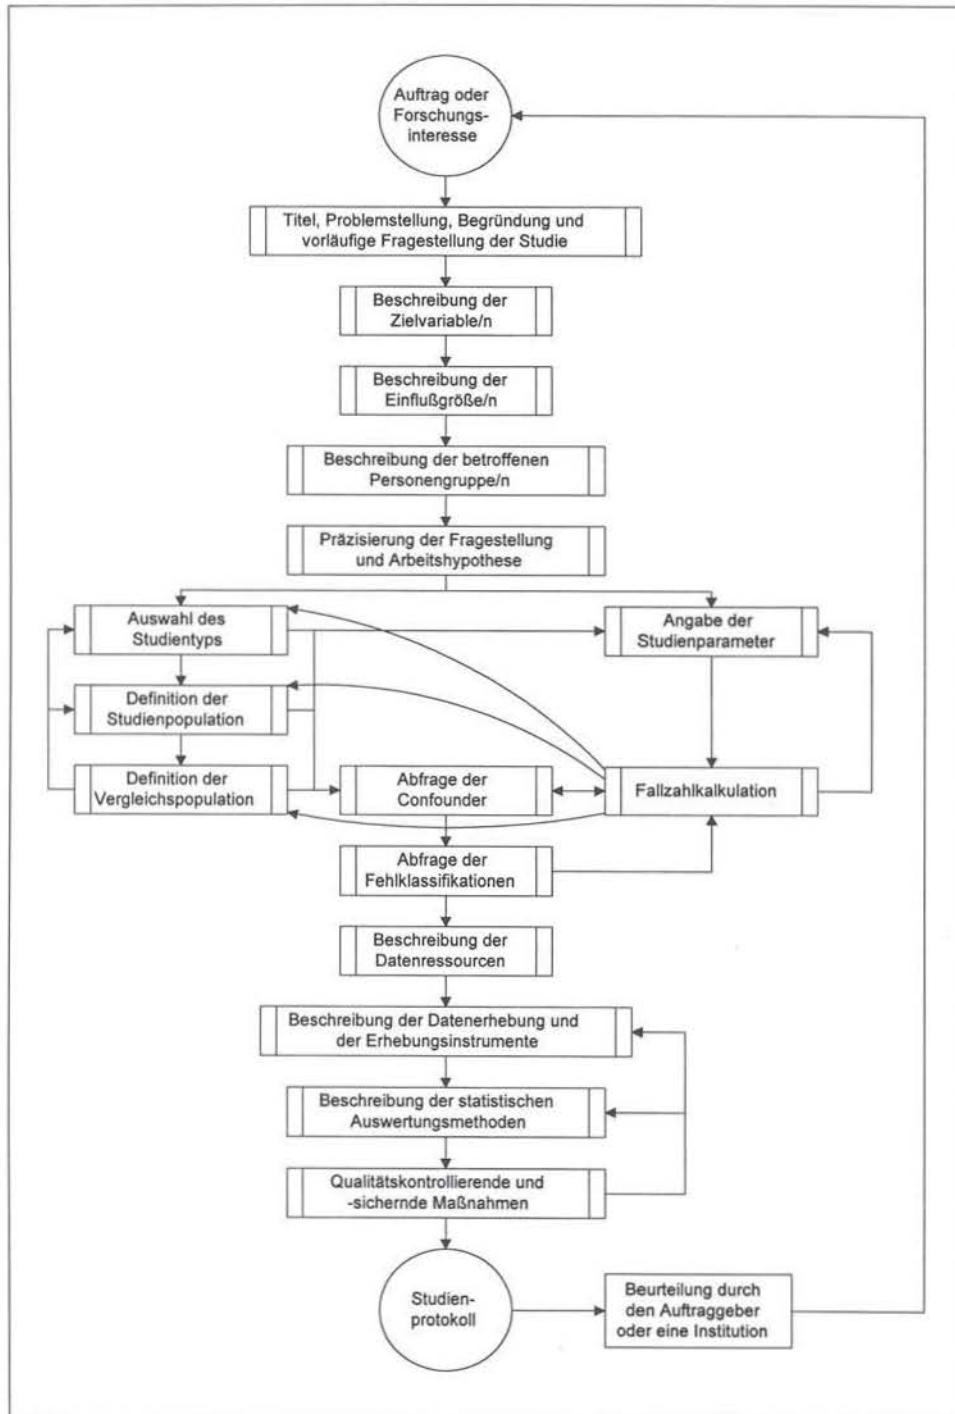 Auftrag oder
Forschungs-
interesse
Titel, Problemstellung, Begründung und
vorläufige Fragestellung der Studie
Beschreibung der
Zielvariable/n
Beschreibung der
Einflußgröße/n
Beschreibung der betroffenen
Personengruppe/n
Präzisierung der Fragestellung
und Arbeitshypothese
Auswahl des
Studientyps
Angabe der
Studienparameter
Definition der
Studienpopulation
Definition der
Vergleichspopulation
Abfrage der
Confounder
Fallzahlkalkulation
Abfrage der
Fehlklassifikationen
Beschreibung der
Datenressourcen
Beschreibung der Datenerhebung und
der Erhebungsinstrumente
Beschreibung der statistischen
Auswertungsmethoden
Qualitätskontrollierende und
-sichernde Maßnahmen
Studien-
protokoll
Beurteilung durch
den Auftraggeber
oder eine Institution